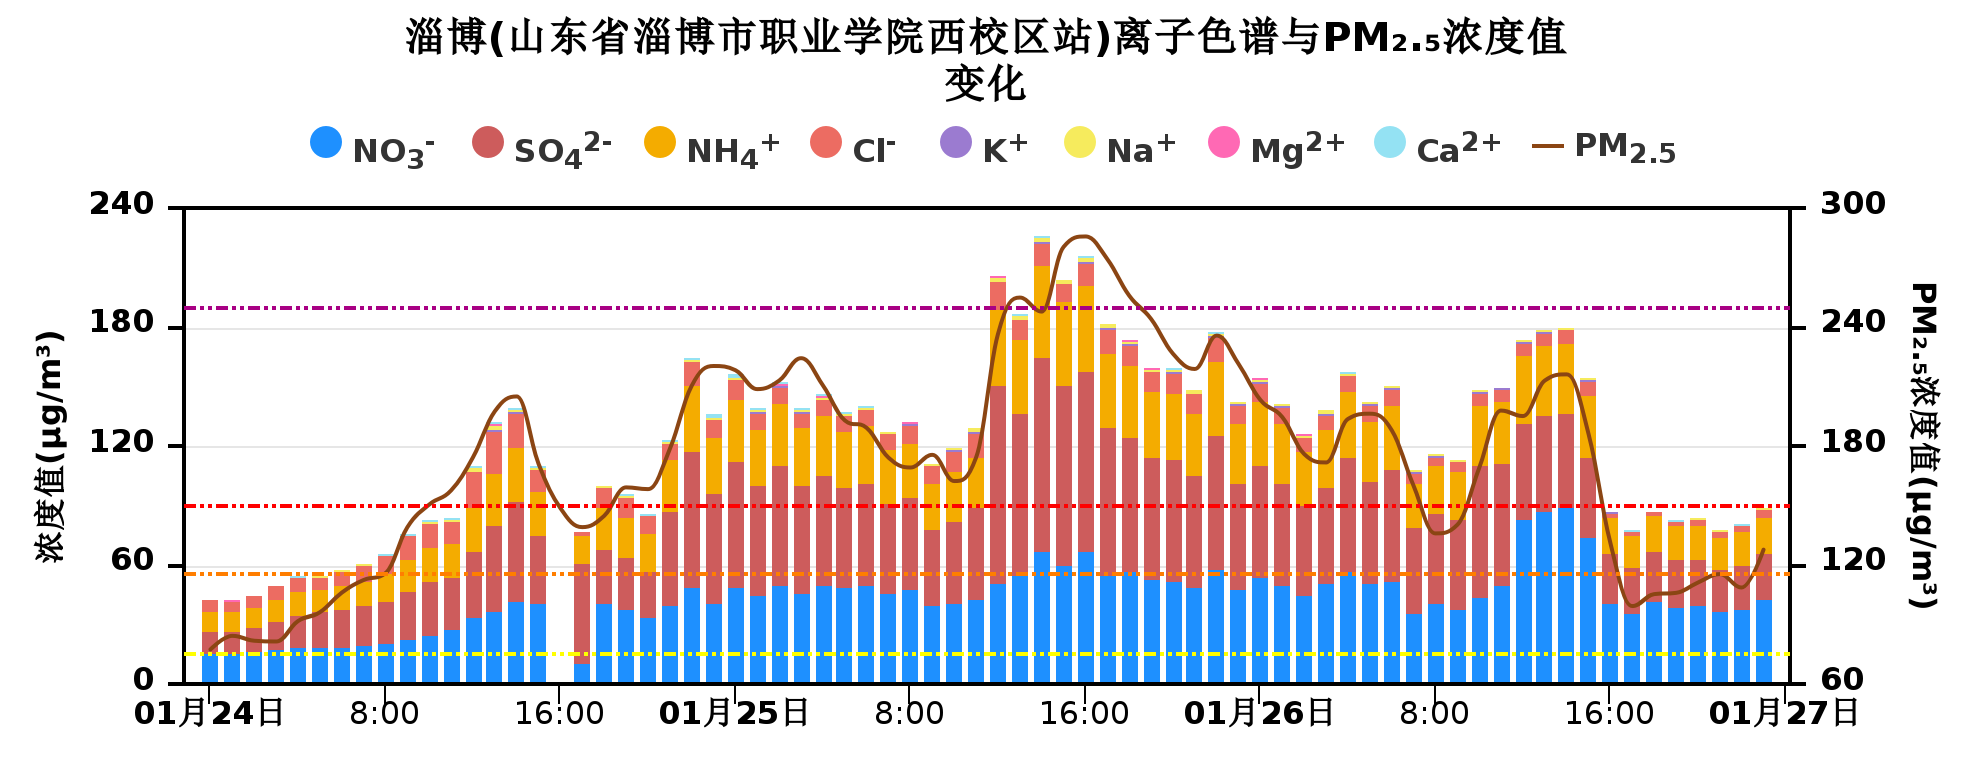 淄博(山东省淄博市职业学院西校区站)离子色谱与PM₂.₅浓度值
变化
NO₃⁻ SO₄²⁻ NH₄⁺ Cl⁻ K⁺ Na⁺ Mg²⁺ Ca²⁺ PM₂.₅
240 300
180 240
120 180
60 120
0 60
浓度值(μg/m³)
PM₂.₅浓度值(μg/m³)
01月24日 8:00 16:00 01月25日 8:00 16:00 01月26日 8:00 16:00 01月27日